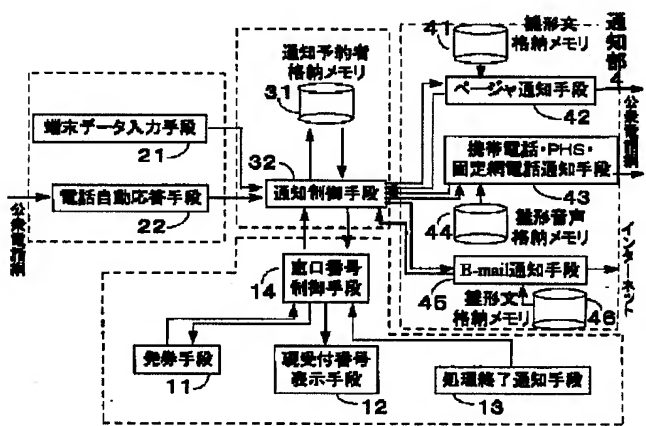 41
雛形文
格納メモリ
通知部
4
通知予約者
格納メモリ
31
ページャ通知手段
42
公衆電話網
端末データ入力手段
21
32
通知制御手段
携帯電話・PHS・
固定網電話通知手段
43
電話自動応答手段
22
公衆電話網
44
雛形音声
格納メモリ
インターネット
窓口番号
制御手段
14
E-mail通知手段
45
雛形文
格納メモリ
46
発券手段
11
現受付番号
表示手段
12
処理終了通知手段
13